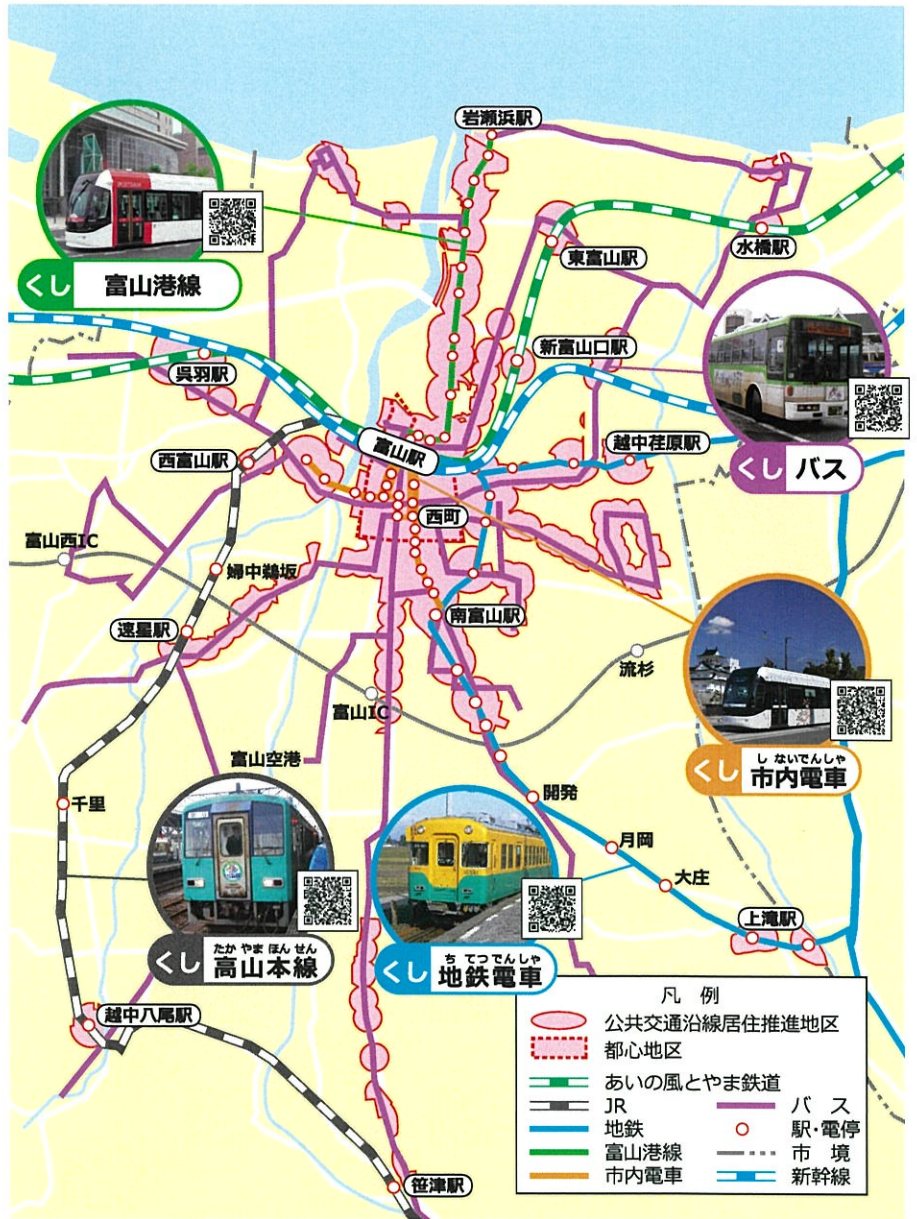 岩瀬浜駅
くし 富山港線
東富山駅
水橋駅
呉羽駅
新富山口駅
くし バス
西富山駅
富山駅
越中荏原駅
西町
富山西IC
婦中鵜坂
速星駅
南富山駅
流杉
富山IC
富山空港
しないでんしゃ
くし 市内電車
千里
開発
月岡
大庄
上滝駅
たかやまほんせん
くし 高山本線
ちてつでんしゃ
くし 地鉄電車
越中八尾駅
笹津駅
凡 例
公共交通沿線居住推進地区
都心地区
あいの風とやま鉄道
JR
地鉄
富山港線
市内電車
バ ス
駅・電停
市 境
新幹線